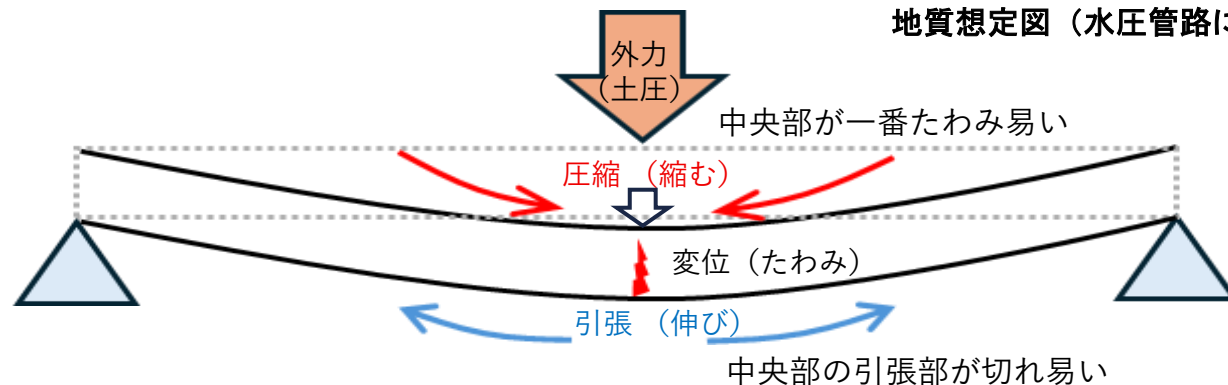 地質想定図（水圧管路に
外力
（土圧）
中央部が一番たわみ易い
圧縮 （縮む）
変位（たわみ）
引張 （伸び）
中央部の引張部が切れ易い